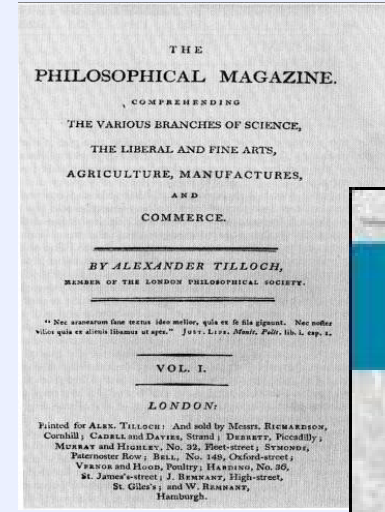 THE
PHILOSOPHICAL MAGAZINE.
COMPREHENDING
THE VARIOUS BRANCHES OF SCIENCE,
THE LIBERAL AND FINE ARTS,
AGRICULTURE, MANUFACTURES,
AND
COMMERCE.
BY ALEXANDER TILLOCH,
MEMBER OF THE LONDON PHILOSOPHICAL SOCIETY.
“ Nec aranearum sane textus ideo melior, quia ex se fila gignunt. Nec noster
vilior quia ex alienis libamus ut apes.” JUST. LIPS. Monit. Polit. lib. i. cap. 1.
VOL. I.
LONDON:
Printed for ALEX. TILLOCH: And sold by Messrs. RICHARDSON,
Cornhill; CADELL and DAVIES, Strand; DEBRETT, Piccadilly;
MURRAY and HIGHLEY, No. 32, Fleet-street; SYMONDS,
Paternoster Row; BELL, No. 148, Oxford-street;
VERNOR and HOOD, Poultry; HARDING, No. 36,
St. James's-street; J. REMNANT, High-street,
St. Giles's; and W. REMNANT,
Hamburgh.